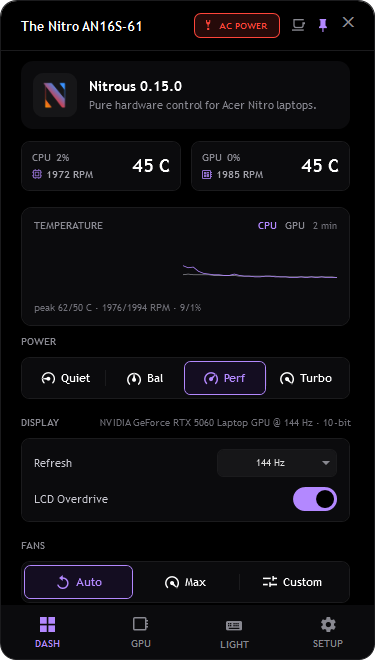 The Nitro AN16S-61
AC POWER
Nitrous 0.15.0
Pure hardware control for Acer Nitro laptops.
CPU 2%
1972 RPM
45 C
GPU 0%
1985 RPM
45 C
TEMPERATURE
CPU GPU 2 min
peak 62/50 C · 1976/1994 RPM · 9/1%
POWER
Quiet
Bal
Perf
Turbo
DISPLAY
NVIDIA GeForce RTX 5060 Laptop GPU @ 144 Hz · 10-bit
Refresh
144 Hz
LCD Overdrive
FANS
Auto
Max
Custom
DASH
GPU
LIGHT
SETUP